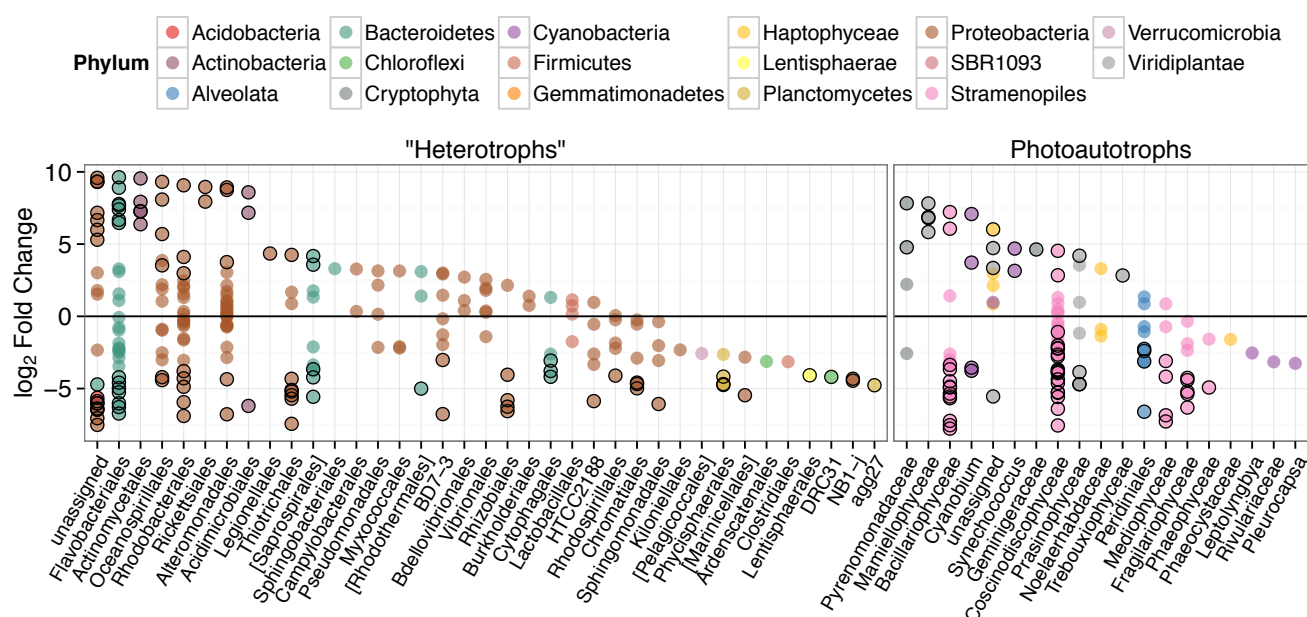 Phylum
Acidobacteria
Actinobacteria
Alveolata
Bacteroidetes
Chloroflexi
Cryptophyta
Cyanobacteria
Firmicutes
Gemmatimonadetes
Haptophyceae
Lentisphaerae
Planctomycetes
Proteobacteria
SBR1093
Stramenopiles
Verrucomicrobia
Viridiplantae
"Heterotrophs"
Photoautotrophs
log2 Fold Change
10
5
0
−5
unassigned
Flavobacteriales
Actinomycetales
Oceanospirillales
Rhodobacterales
Rickettsiales
Alteromonadales
Acidimicrobiales
Legionellales
Thiotrichales
[Saprospirales]
Sphingobacteriales
Campylobacterales
Pseudomonadales
Myxococcales
[Rhodothermales]
BD7−3
Bdellovibrionales
Vibrionales
Rhizobiales
Burkholderiales
Cytophagales
Lactobacillales
HTCC2188
Rhodospirillales
Chromatiales
Sphingomonadales
Kiloniellales
[Pelagicoccales]
Phycisphaerales
[Marinicellales]
Ardenscatenales
Clostridiales
Lentisphaerales
DRC31
NB1−j
agg27
Pyrenomonadaceae
Mamiellophyceae
Bacillariophyceae
Cyanobium
unassigned
Synechococcus
Geminigeraceae
Coscinodiscophyceae
Prasinophyceae
Noelaerhabdaceae
Trebouxiophyceae
Peridiniales
Mediophyceae
Fragilariophyceae
Phaeophyceae
Phaeocystaceae
Leptolyngbya
Rivulariaceae
Pleurocapsa